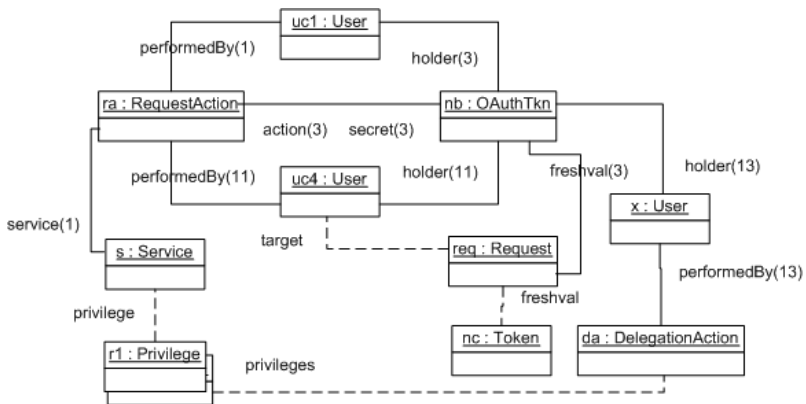 uc1 : User
performedBy(1)
holder(3)
ra : RequestAction
nb : OAuthTkn
action(3)
secret(3)
performedBy(11)
uc4 : User
holder(11)
freshval(3)
holder(13)
x : User
service(1)
target
s : Service
req : Request
performedBy(13)
privilege
freshval
r1 : Privilege
privileges
nc : Token
da : DelegationAction